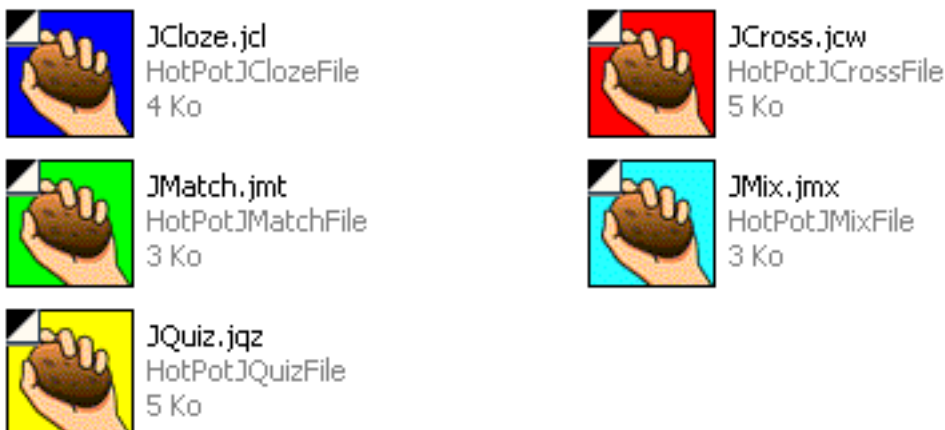 JCloze.jcl
HotPotJClozeFile
4 Ko
JCross.jcw
HotPotJCrossFile
5 Ko
JMatch.jmt
HotPotJMatchFile
3 Ko
JMix.jmx
HotPotJMixFile
3 Ko
JQuiz.jqz
HotPotJQuizFile
5 Ko